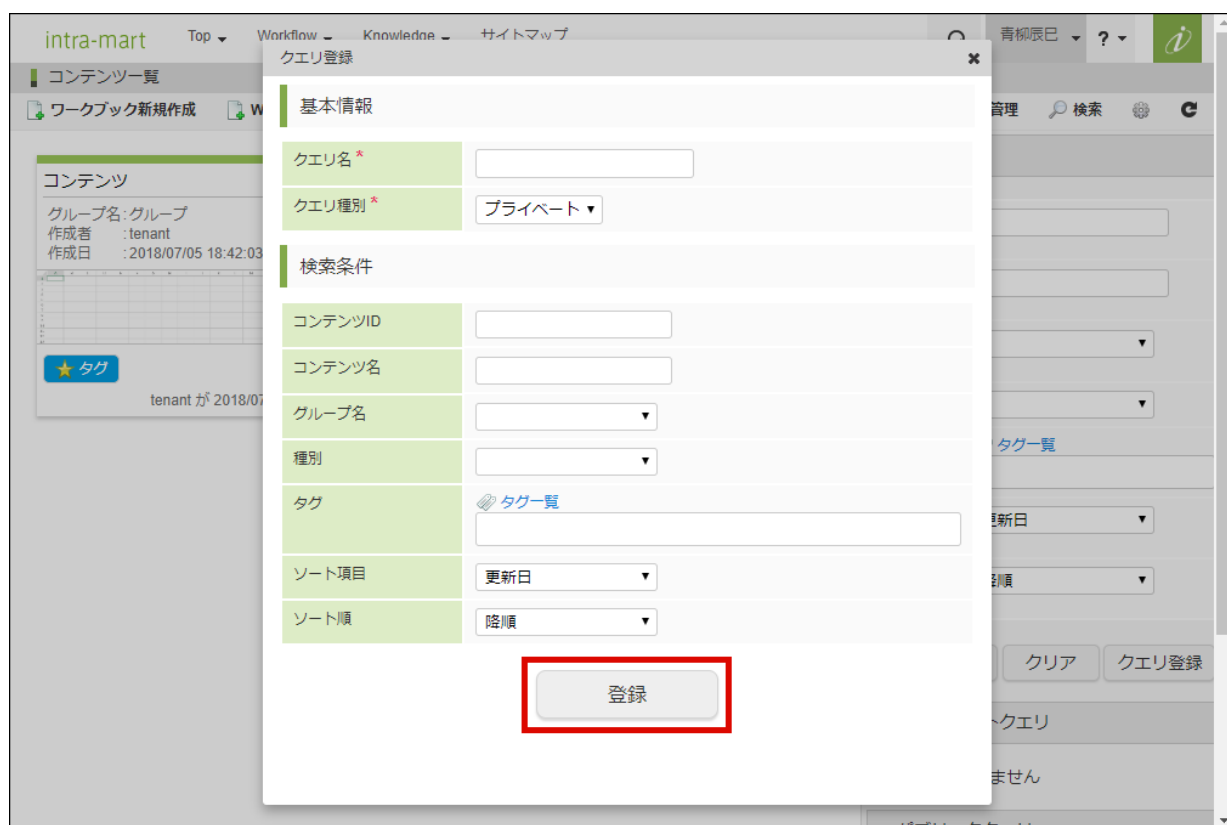 intra-mart Top Workflow Knowledge サイトマップ 青柳辰巳 ?
コンテンツ一覧
ワークブック新規作成 W 管理 検索
コンテンツ
グループ名:グループ
作成者 :tenant
作成日 :2018/07/05 18:42:03
タグ
tenant が 2018/07
クエリ登録
基本情報
クエリ名*
クエリ種別* プライベート
検索条件
コンテンツID
コンテンツ名
グループ名
種別
タグ タグ一覧
ソート項目 更新日
ソート順 降順
登録
タグ一覧
更新日
降順
クリア クエリ登録
トクエリ
ません